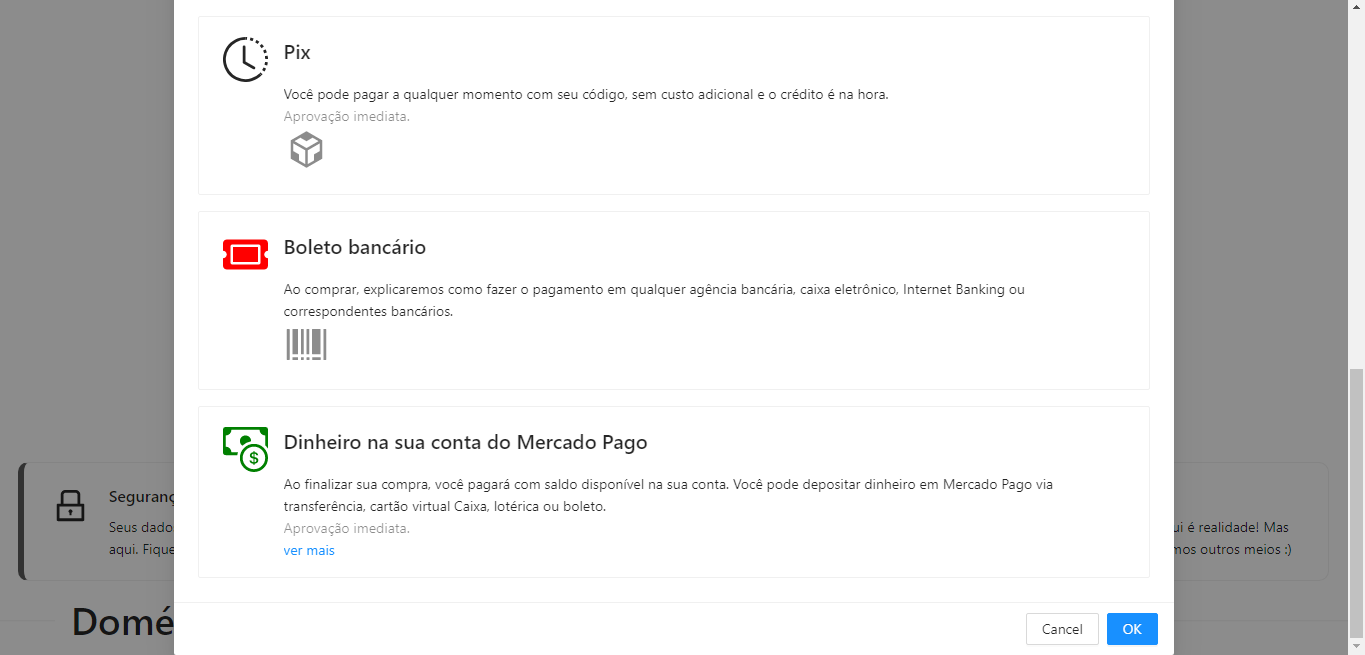 Pix
Você pode pagar a qualquer momento com seu código, sem custo adicional e o crédito é na hora.
Aprovação imediata.
Boleto bancário
Ao comprar, explicaremos como fazer o pagamento em qualquer agência bancária, caixa eletrônico, Internet Banking ou
correspondentes bancários.
Dinheiro na sua conta do Mercado Pago
$
Ao finalizar sua compra, você pagará com saldo disponível na sua conta. Você pode depositar dinheiro em Mercado Pago via
transferência, cartão virtual Caixa, lotérica ou boleto.
Aprovação imediata.
ver mais
Seguranç
Seus dado
aqui. Fique
ui é realidade! Mas
mos outros meios :)
Domé
Cancel
OK